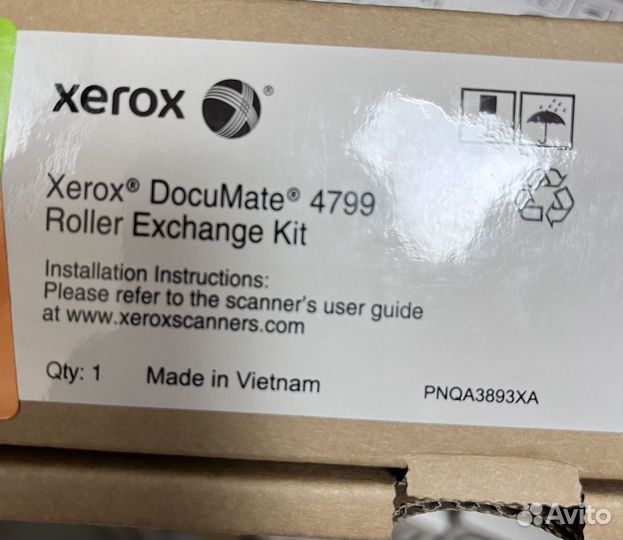 xerox ®
Xerox® DocuMate® 4799
Roller Exchange Kit
Installation Instructions:
Please refer to the scanner's user guide
at www.xeroxscanners.com
Qty: 1 Made in Vietnam
PNQA3893XA
Avito